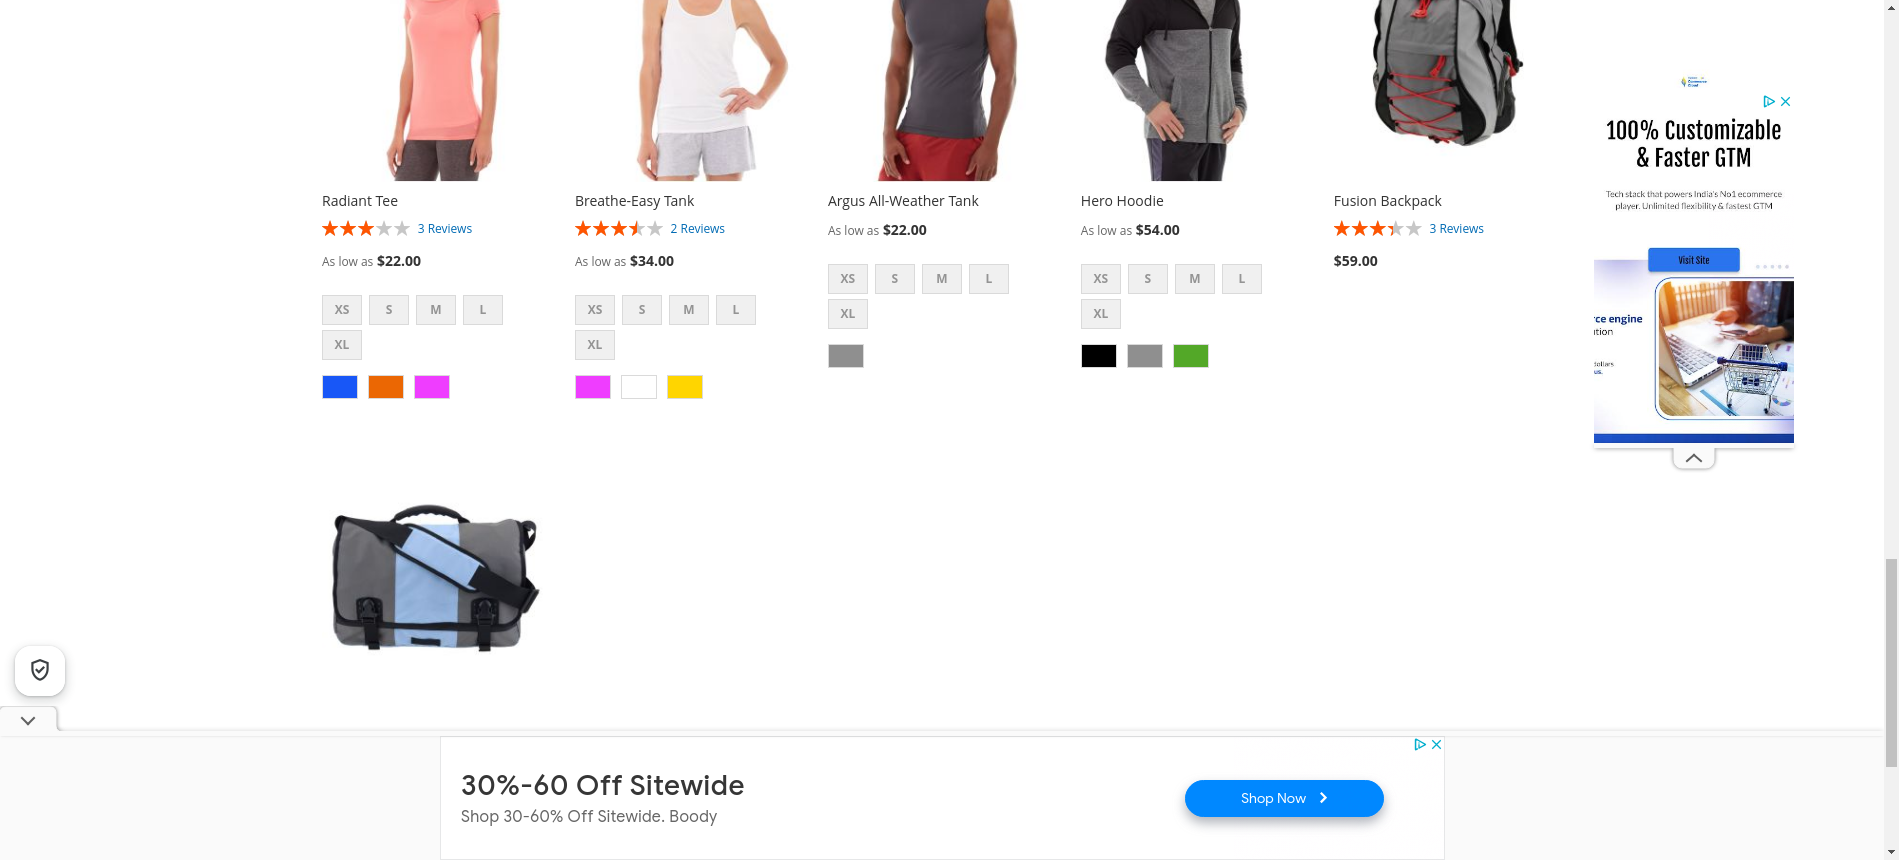 Radiant Tee
3 Reviews
As low as $22.00
XS S M L
XL
Breathe-Easy Tank
2 Reviews
As low as $34.00
XS S M L
XL
Argus All-Weather Tank
As low as $22.00
XS S M L
XL
Hero Hoodie
As low as $54.00
XS S M L
XL
Fusion Backpack
3 Reviews
$59.00
Commerce
Cloud
100% Customizable
& Faster GTM
Tech stack that powers India's No1 ecommerce
player. Unlimited flexibility & fastest GTM
Visit Site
ce engine
tion
ollars
us.
30%-60 Off Sitewide
Shop 30-60% Off Sitewide. Boody
Shop Now